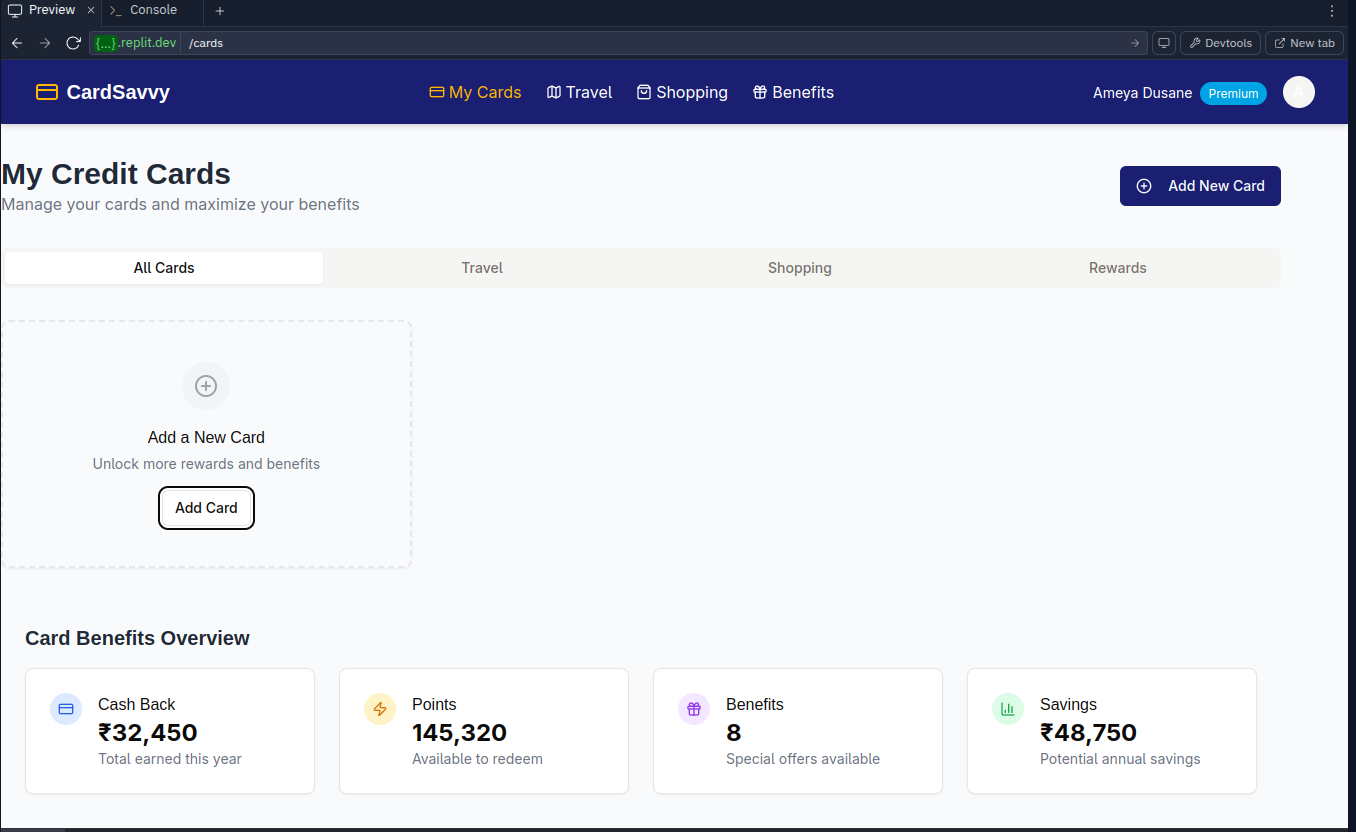 Preview
Console
{...}.replit.dev /cards
Devtools
New tab
CardSavvy
My Cards
Travel
Shopping
Benefits
Ameya Dusane
Premium
A
My Credit Cards
Manage your cards and maximize your benefits
Add New Card
All Cards
Travel
Shopping
Rewards
Add a New Card
Unlock more rewards and benefits
Add Card
Card Benefits Overview
Cash Back
₹32,450
Total earned this year
Points
145,320
Available to redeem
Benefits
8
Special offers available
Savings
₹48,750
Potential annual savings